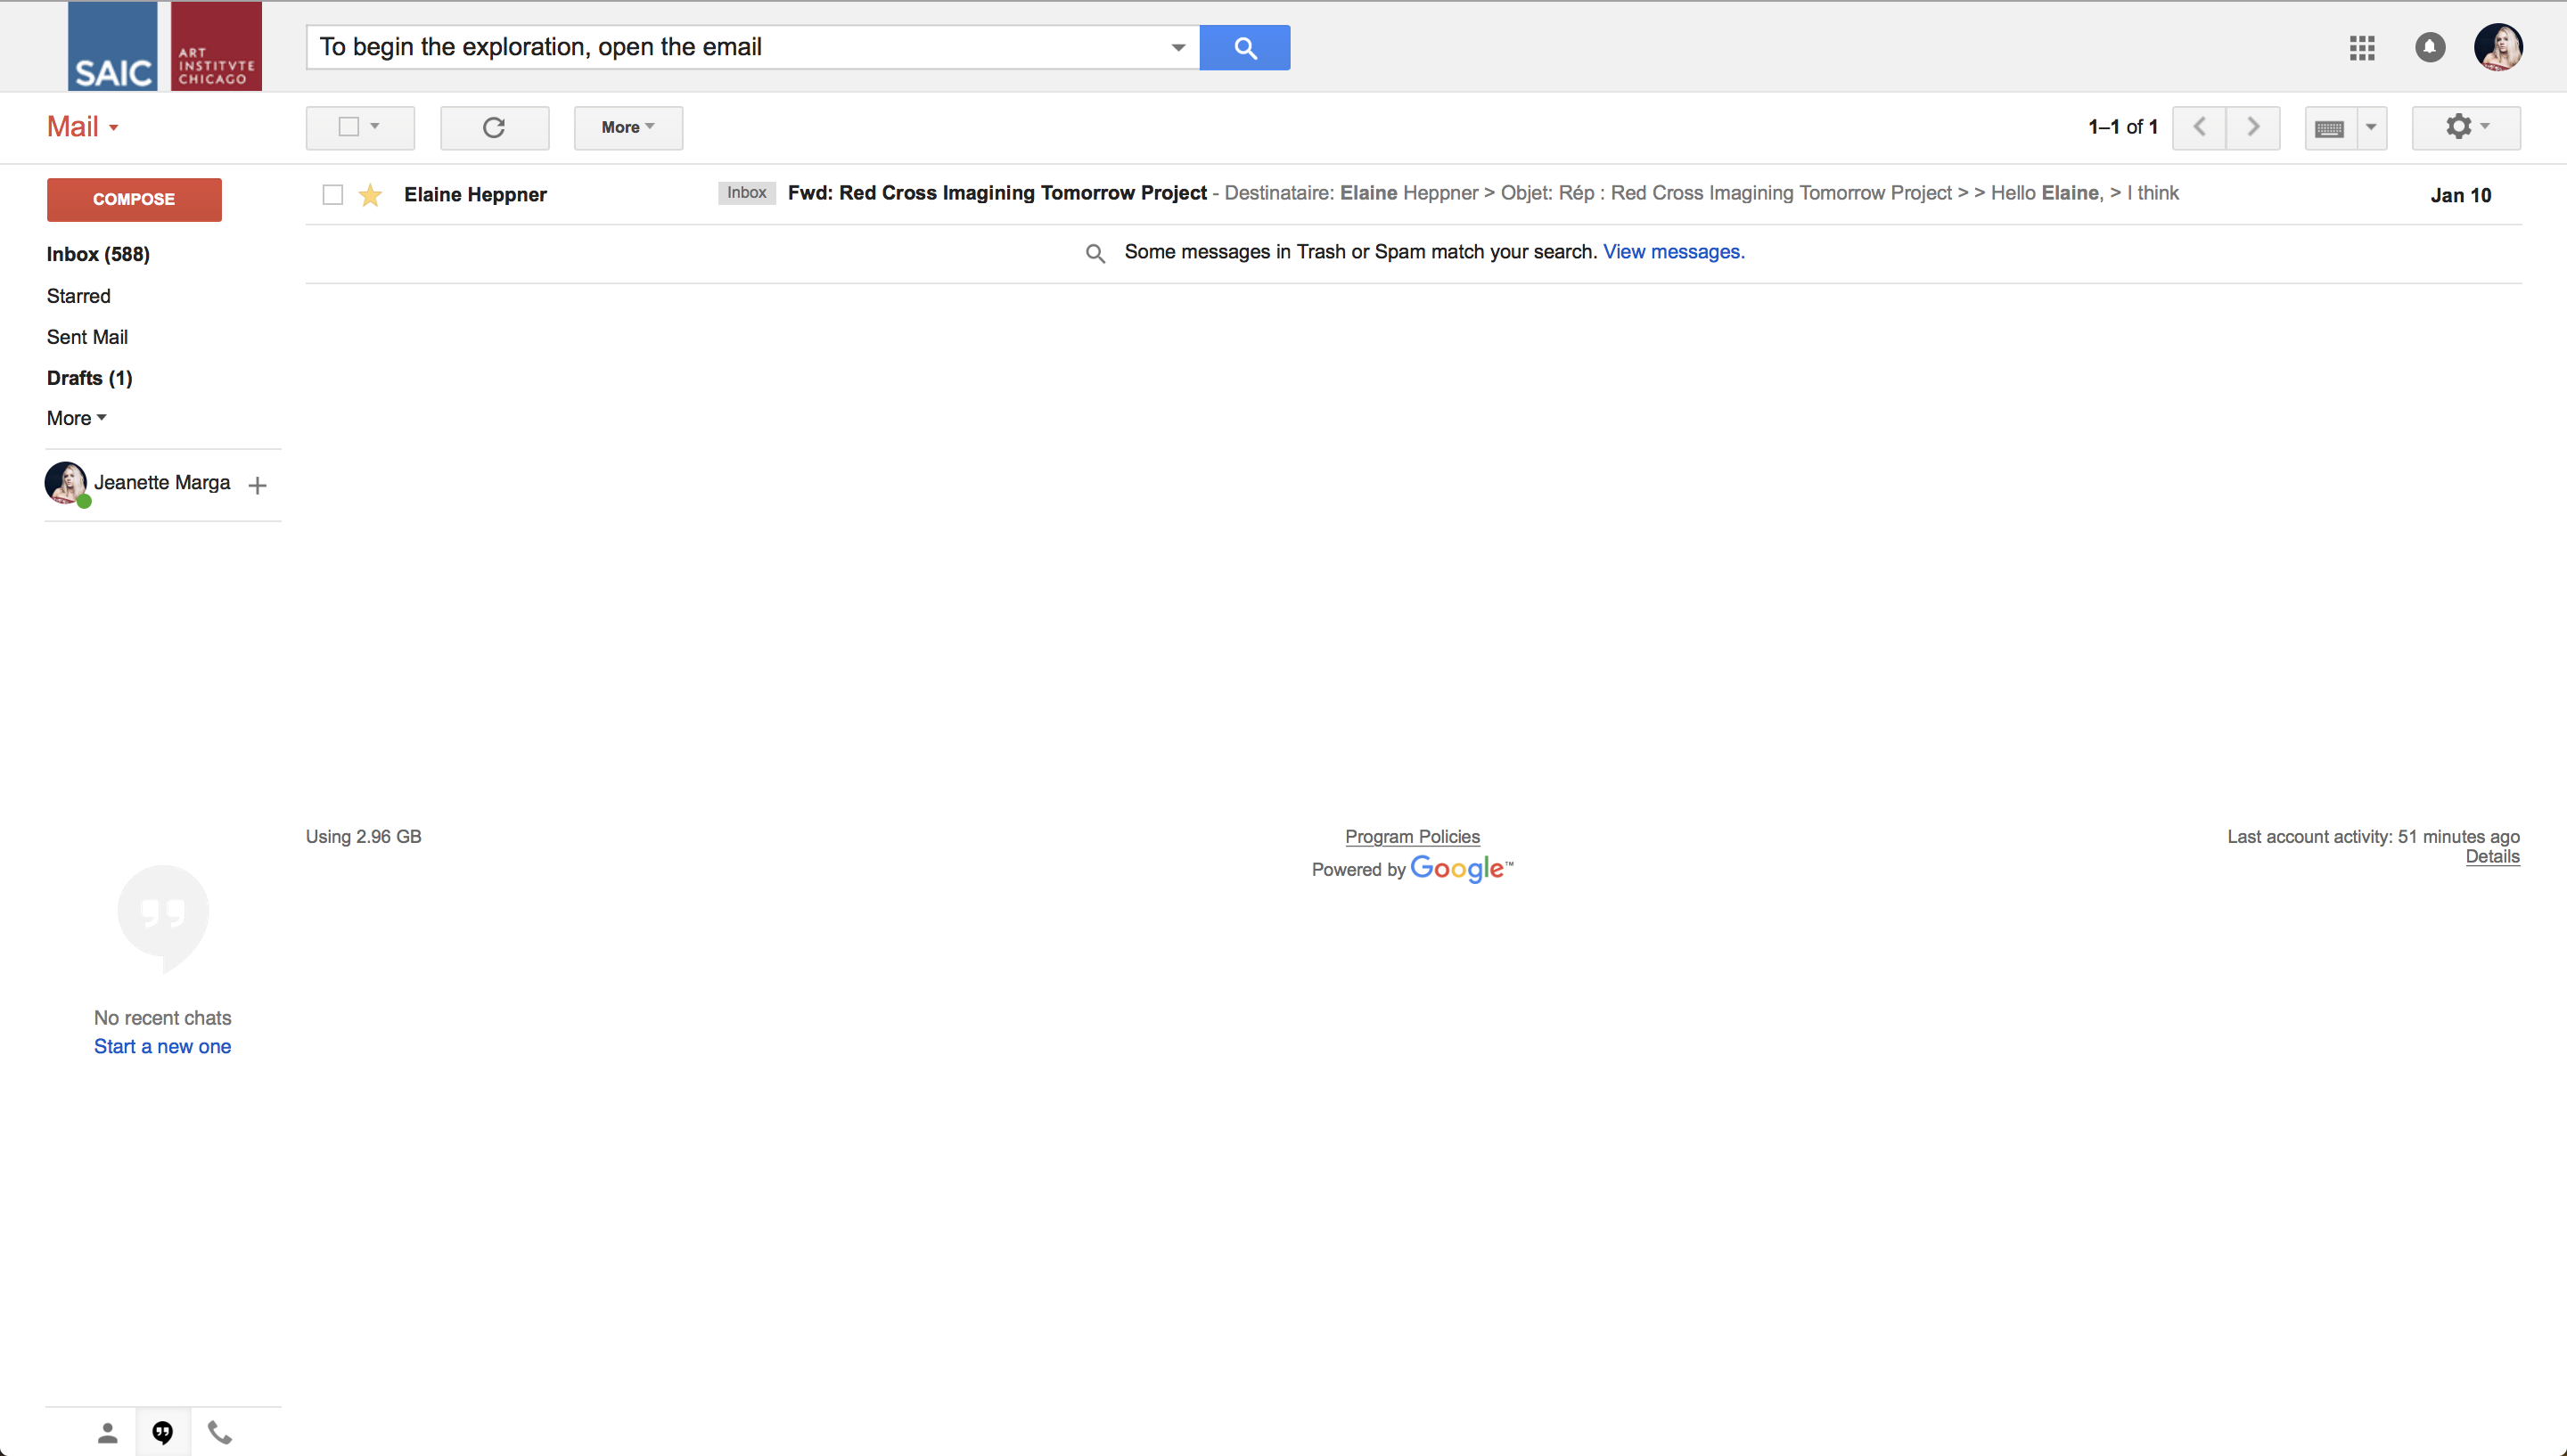 SAIC
ART
INSTITVTE
CHICAGO
To begin the exploration, open the email
Mail
More
1–1 of 1
COMPOSE
Elaine Heppner Inbox Fwd: Red Cross Imagining Tomorrow Project - Destinataire: Elaine Heppner > Objet: Rép : Red Cross Imagining Tomorrow Project > > Hello Elaine, > I think Jan 10
Some messages in Trash or Spam match your search. View messages.
Inbox (588)
Starred
Sent Mail
Drafts (1)
More
Jeanette Marga
Using 2.96 GB
Program Policies
Powered by Google™
Last account activity: 51 minutes ago
Details
No recent chats
Start a new one